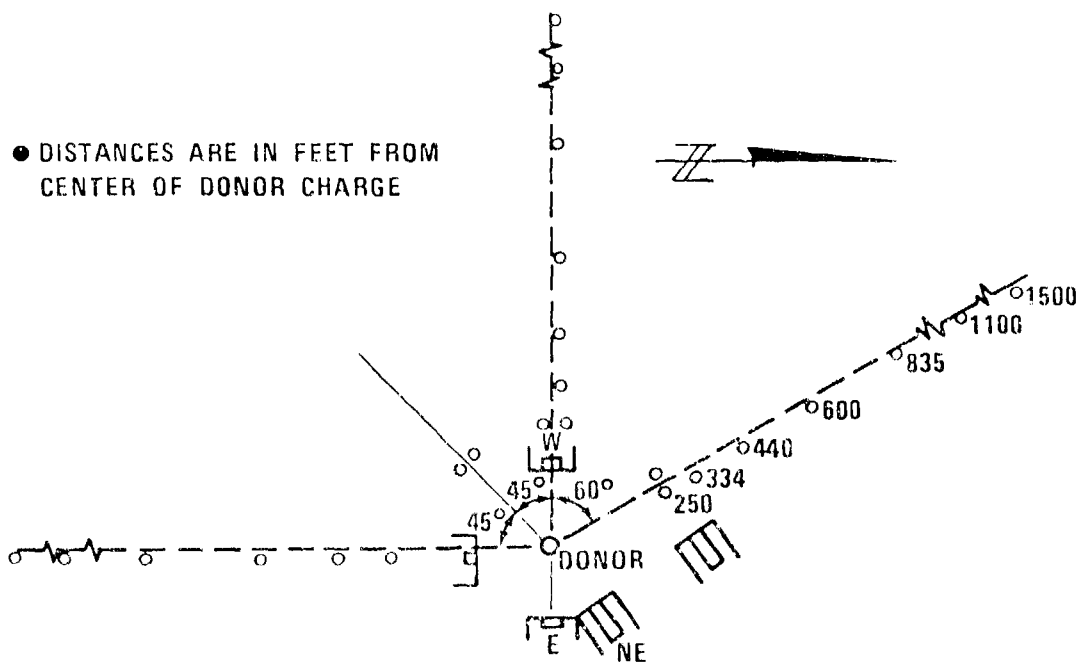 ● DISTANCES ARE IN FEET FROM
CENTER OF DONOR CHARGE
N
1500
1100
835
600
440
334
250
W
45°
45°
60°
DONOR
E
NE